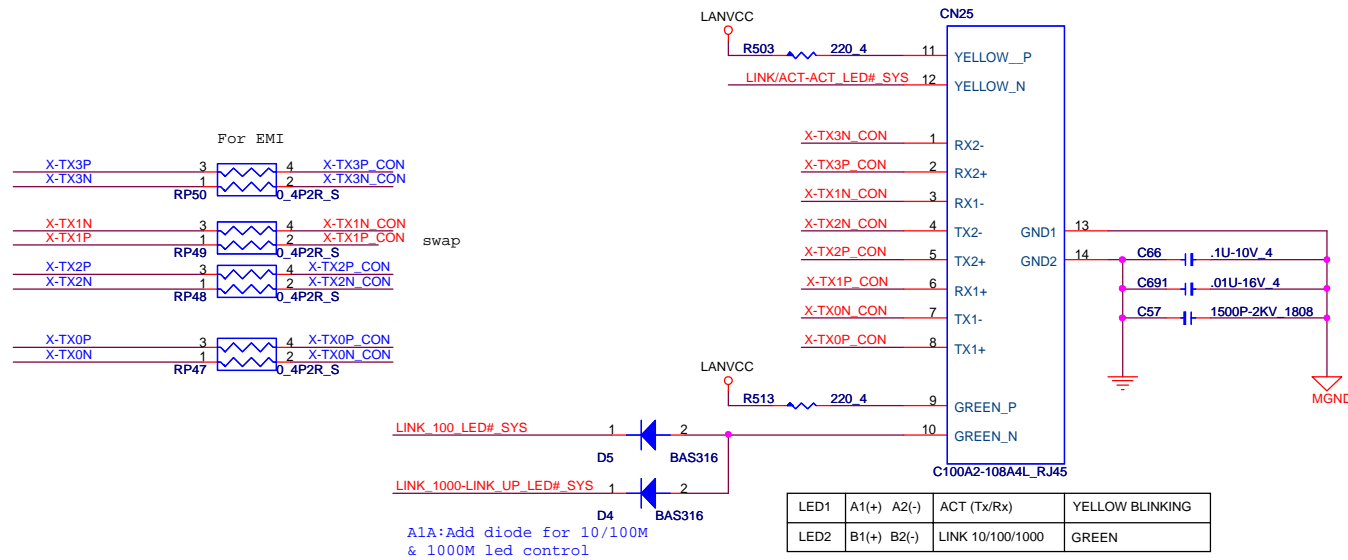 For EMI
X-TX3P 3 4 X-TX3P_CON
X-TX3N 1 2 X-TX3N_CON
RP50 0_4P2R_S
X-TX1N 3 4 X-TX1N_CON
X-TX1P 1 2 X-TX1P_CON
RP49 0_4P2R_S
swap
X-TX2P 3 4 X-TX2P_CON
X-TX2N 1 2 X-TX2N_CON
RP48 0_4P2R_S
X-TX0P 3 4 X-TX0P_CON
X-TX0N 1 2 X-TX0N_CON
RP47 0_4P2R_S
CN25
LANVCC
R503 220_4 11 YELLOW__P
LINK/ACT-ACT_LED#_SYS 12 YELLOW_N
X-TX3N_CON 1 RX2-
X-TX3P_CON 2 RX2+
X-TX1N_CON 3 RX1-
X-TX2N_CON 4 TX2-
X-TX2P_CON 5 TX2+
X-TX1P_CON 6 RX1+
X-TX0N_CON 7 TX1-
X-TX0P_CON 8 TX1+
GND1 13
GND2 14
C66 .1U-10V_4
C691 .01U-16V_4
C57 1500P-2KV_1808
MGND
LANVCC
R513 220_4 9 GREEN_P
10 GREEN_N
LINK_100_LED#_SYS 1 2
D5 BAS316
LINK_1000-LINK_UP_LED#_SYS 1 2
D4 BAS316
C100A2-108A4L_RJ45
A1A:Add diode for 10/100M
& 1000M led control
LED1 A1(+) A2(-) ACT (Tx/Rx) YELLOW BLINKING
LED2 B1(+) B2(-) LINK 10/100/1000 GREEN